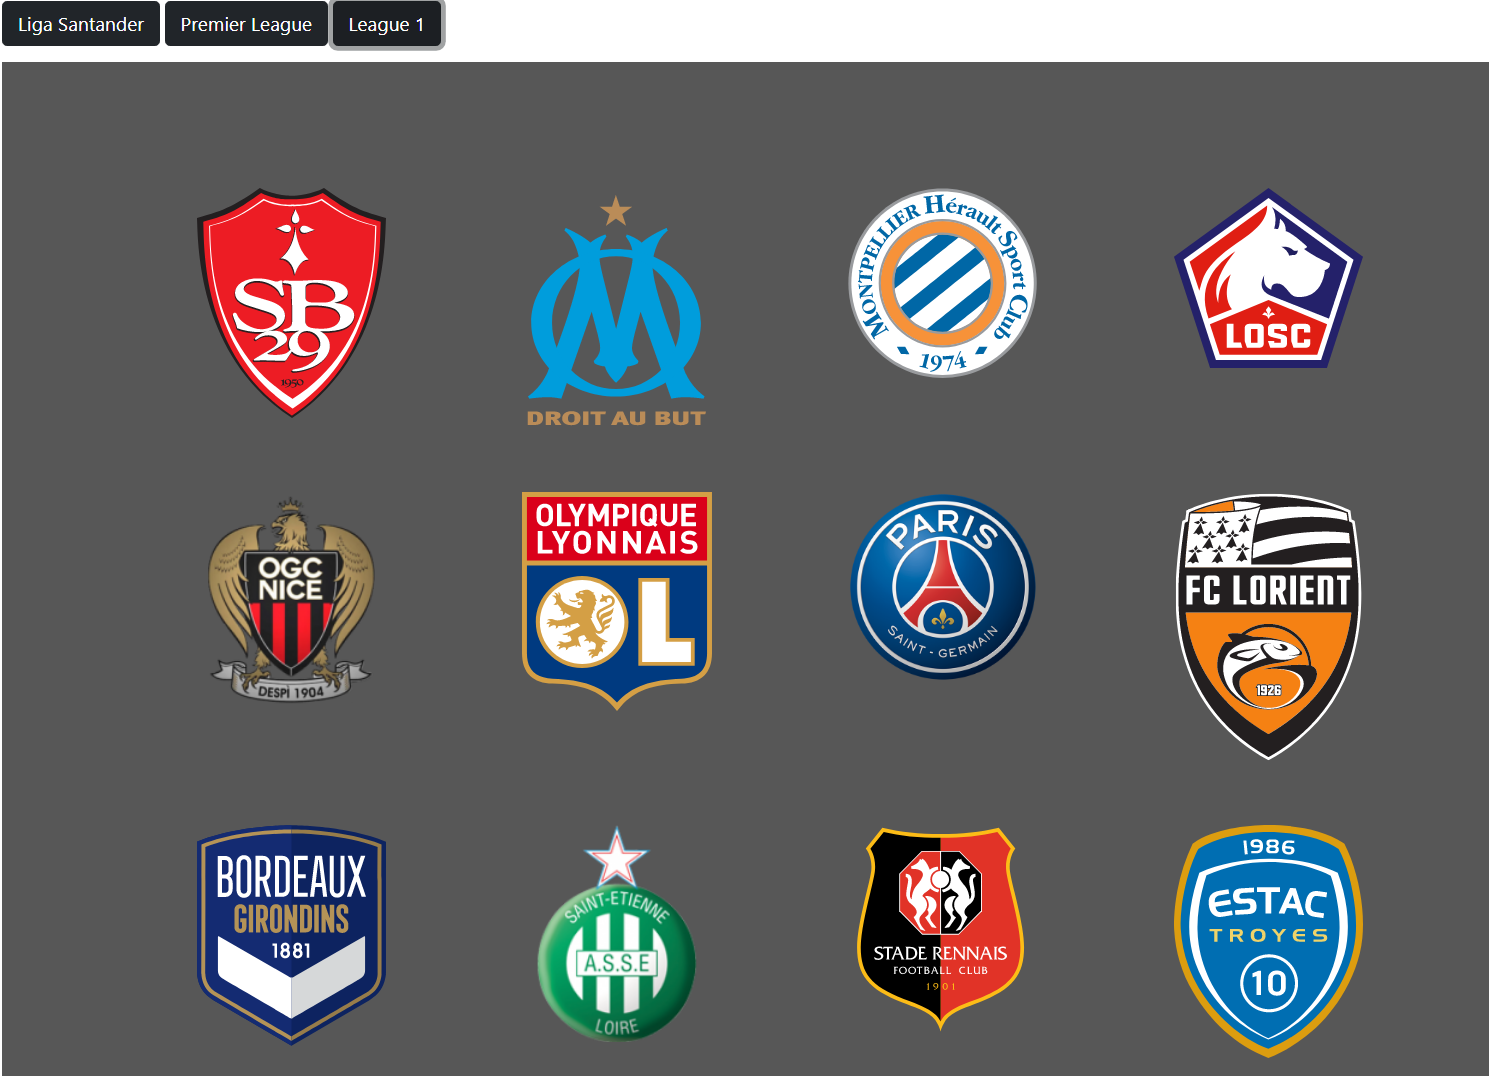 Liga Santander
Premier League
League 1
SB
29
1950
DROIT AU BUT
MONTPELLIER Hérault Sport Club
1974
LOSC
OGC
NICE
DESPÍ 1904
OLYMPIQUE
LYONNAIS
OL
PARIS
SAINT-GERMAIN
FC LORIENT
1926
BORDEAUX
GIRONDINS
1881
SAINT-ETIENNE
A.S.S.E
LOIRE
STADE RENNAIS
FOOTBALL CLUB
1901
1986
ESTAC
TROYES
10